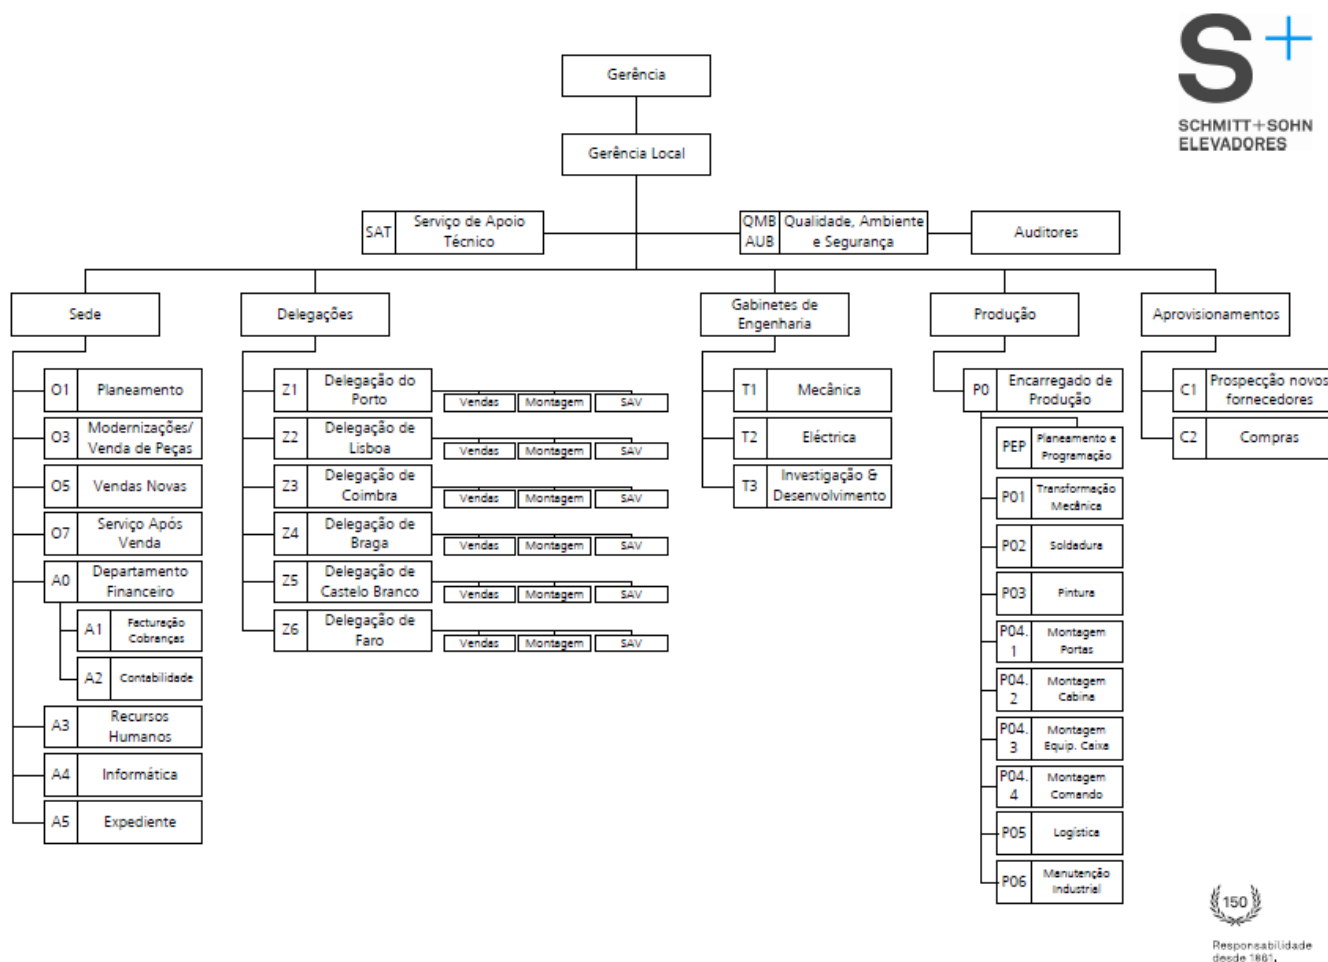 S+
SCHMITT+SOHN
ELEVADORES
Gerência
Gerência Local
SAT
Serviço de Apoio
Técnico
QMB
AUB
Qualidade, Ambiente
e Segurança
Auditores
Sede
Delegações
Gabinetes de
Engenharia
Produção
Aprovisionamentos
O1
Planeamento
O3
Modernizações/
Venda de Peças
O5
Vendas Novas
O7
Serviço Após
Venda
A0
Departamento
Financeiro
A1
Facturação
Cobranças
A2
Contabilidade
A3
Recursos
Humanos
A4
Informática
A5
Expediente
Z1
Delegação do
Porto
Vendas
Montagem
SAV
Z2
Delegação de
Lisboa
Vendas
Montagem
SAV
Z3
Delegação de
Coimbra
Vendas
Montagem
SAV
Z4
Delegação de
Braga
Vendas
Montagem
SAV
Z5
Delegação de
Castelo Branco
Vendas
Montagem
SAV
Z6
Delegação de
Faro
Vendas
Montagem
SAV
T1
Mecânica
T2
Eléctrica
T3
Investigação &
Desenvolvimento
P0
Encarregado de
Produção
PEP
Planeamento e
Programação
P01
Transformação
Mecânica
P02
Soldadura
P03
Pintura
P04.
1
Montagem
Portas
P04.
2
Montagem
Cabina
P04.
3
Montagem
Equip. Caixa
P04.
4
Montagem
Comando
P05
Logística
P06
Manutenção
Industrial
C1
Prospecção novos
fornecedores
C2
Compras
150
Responsabilidade
desde 1861.